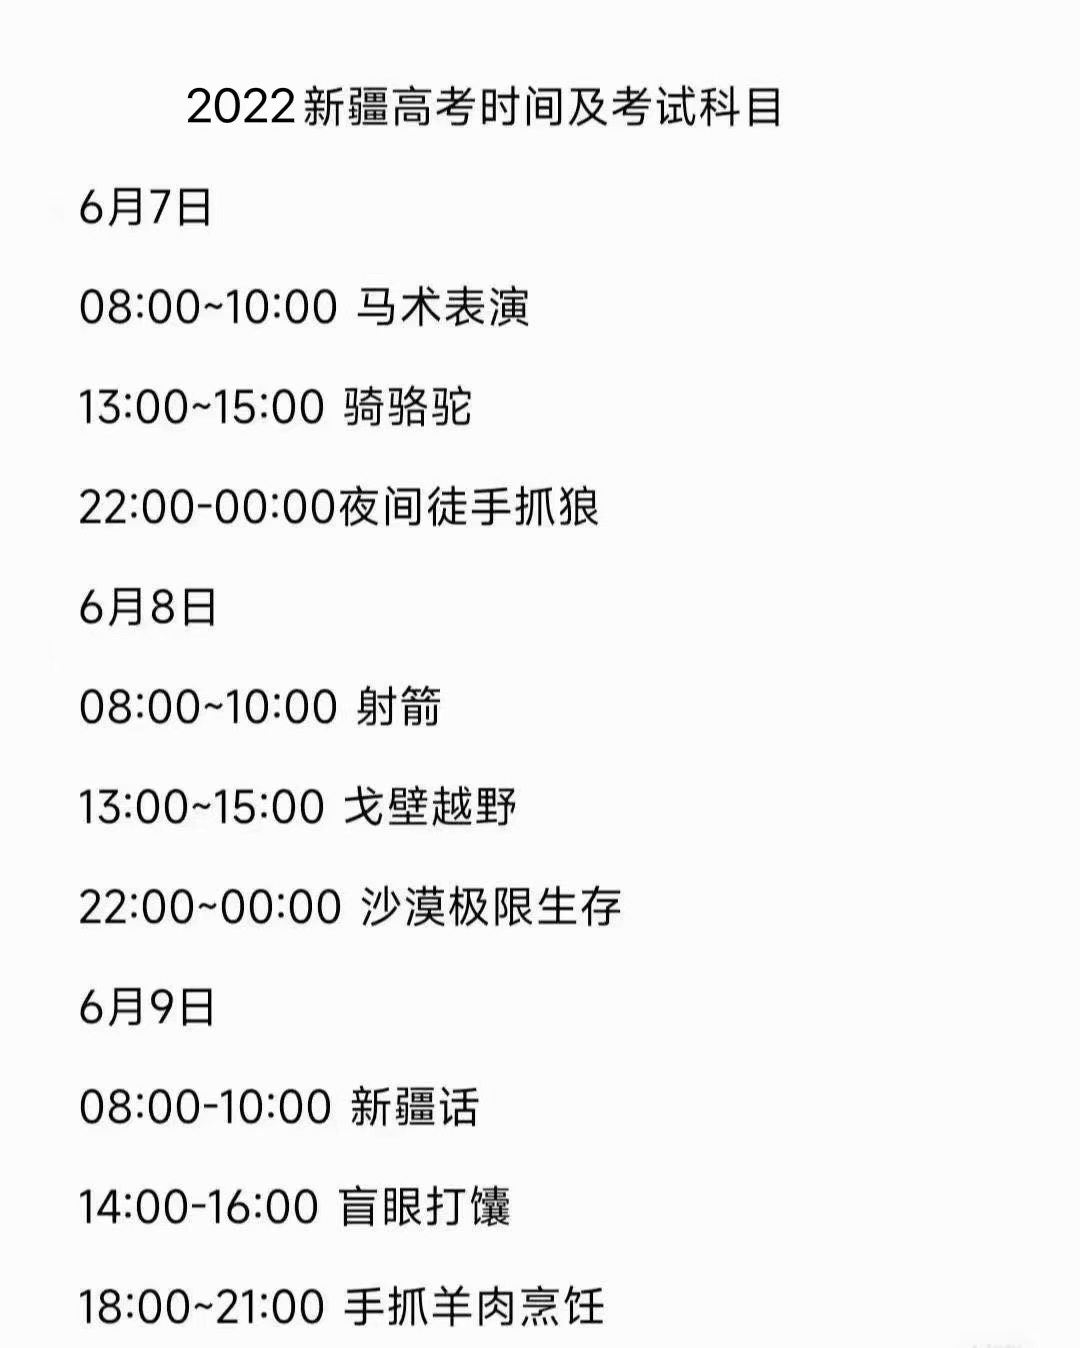 2022新疆高考时间及考试科目
6月7日
08:00~10:00 马术表演
13:00~15:00 骑骆驼
22:00-00:00夜间徒手抓狼
6月8日
08:00~10:00 射箭
13:00~15:00 戈壁越野
22:00~00:00 沙漠极限生存
6月9日
08:00-10:00 新疆话
14:00-16:00 盲眼打馕
18:00~21:00 手抓羊肉烹饪